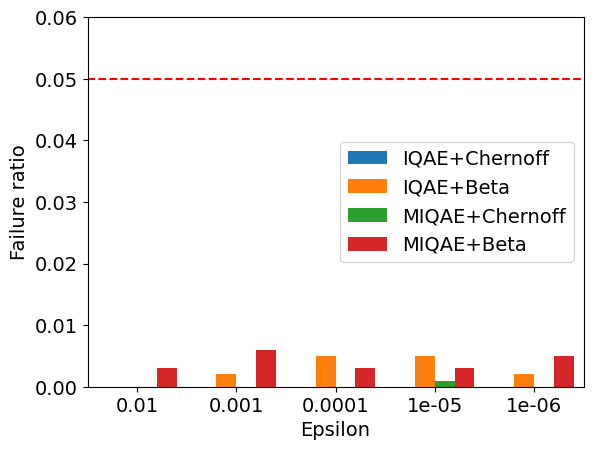 0.06
0.05
0.04
0.03
0.02
0.01
0.00
Failure ratio
IQAE+Chernoff
IQAE+Beta
MIQAE+Chernoff
MIQAE+Beta
0.01 0.001 0.0001 1e-05 1e-06
Epsilon